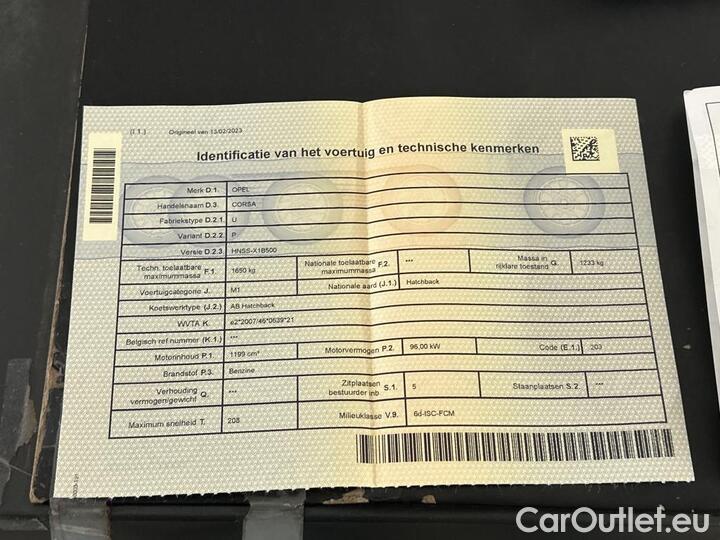 (I 1.) Origineel van 13/02/2023
Identificatie van het voertuig en technische kenmerken
Merk D.1. OPEL
Handelsnaam D.3. CORSA
Fabriekstype D.2.1. U
Variant D.2.2. P
Versie D.2.3 HNSS-X1B500
Techn. toelaatbare maximummassa F.1. 1650 kg Nationale toelaatbare maximummassa F.2. *** Massa in rijklare toestand G. 1233 kg
Voertuigcategorie J. M1 Nationale aard (J.1.) Hatchback
Koetswerktype (J.2.) AB Hatchback
WVTA K. e2*2007/46*0639*21
Belgisch ref nummer (K.1.)
Motorinhoud P.1. 1199 cm³ Motorvermogen P.2. 96,00 kW Code (E.1.) 203
Brandstof P.3. Benzine
Verhouding vermogen/gewicht Q. *** Zitplaatsen bestuurder inb S.1. 5 Staanplaatsen S.2. ***
Maximum snelheid T. 208 Milieuklasse V.9. 6d-ISC-FCM
CarOutlet.eu